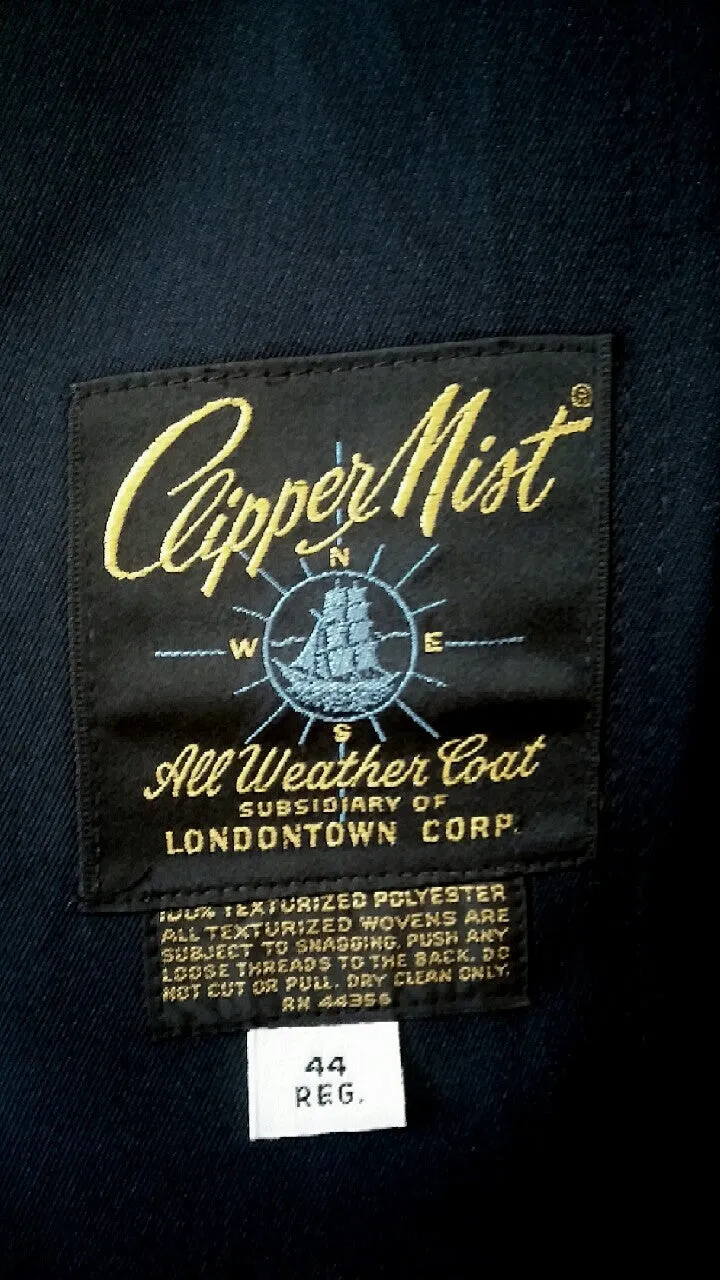 Clipper Mist ®
N
W E
S
All Weather Coat
SUBSIDIARY OF
LONDONTOWN CORP.
100% TEXTURIZED POLYESTER
ALL TEXTURIZED WOVENS ARE
SUBJECT TO SNAGGING. PUSH ANY
LOOSE THREADS TO THE BACK. DO
NOT CUT OR PULL. DRY CLEAN ONLY.
RN 44356
44
REG.